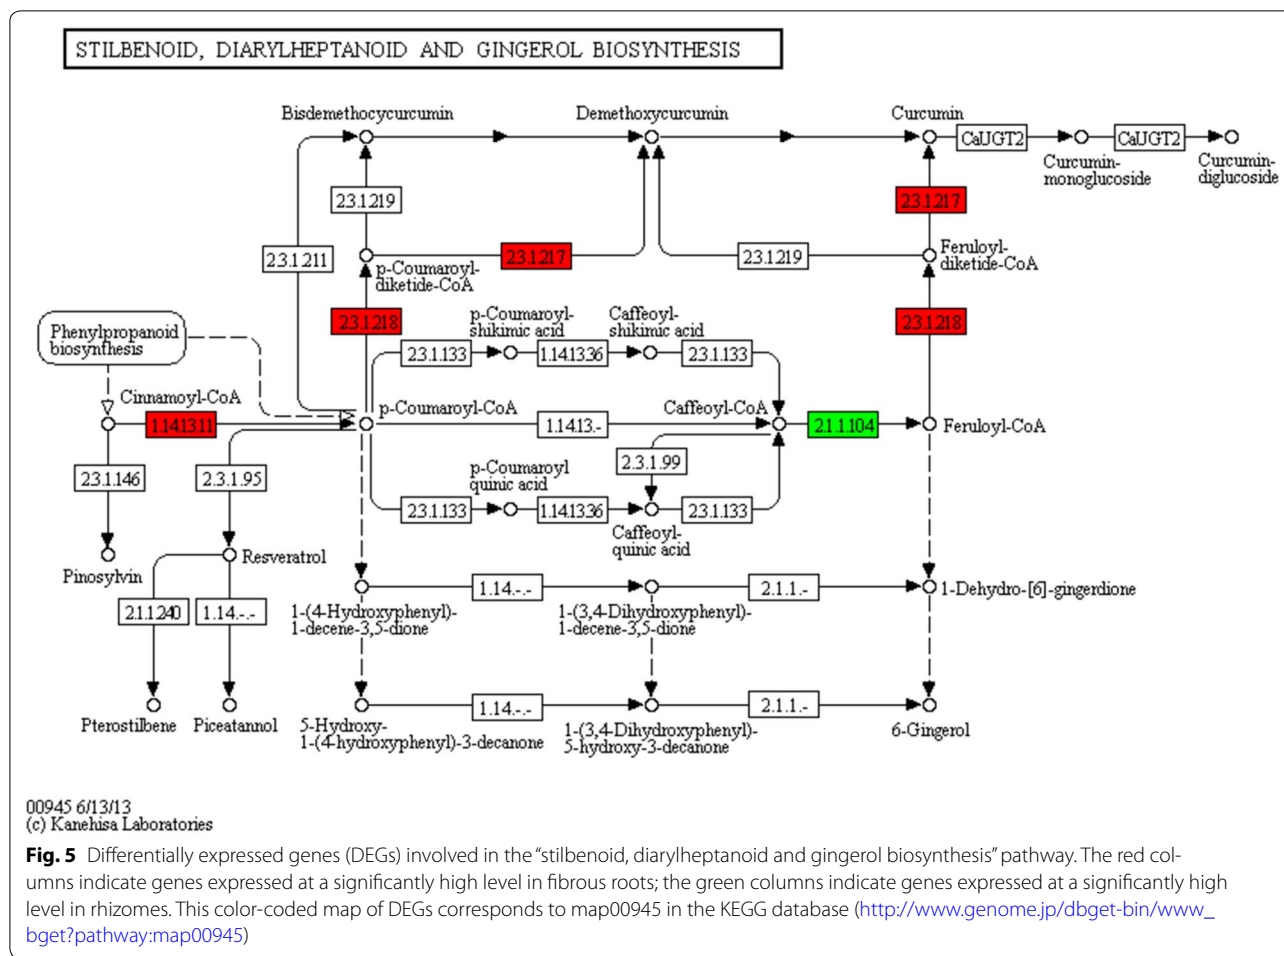 STILBENOID, DIARYLHEPTANOID AND GINGEROL BIOSYNTHESIS
Bisdemethocycurcumin
Demethoxycurcumin
Curcumin
CaUGT2
CaUGT2
Curcumin-
monoglucoside
Curcumin-
diglucoside
2.3.1.219
2.3.1.217
2.3.1.211
2.3.1.217
2.3.1.219
p-Coumaroyl-
diketide-CoA
Feruloyl-
diketide-CoA
Phenylpropanoid
biosynthesis
2.3.1.218
p-Coumaroyl-
shikimic acid
Caffeoyl-
shikimic acid
2.3.1.218
2.3.1.133
1.14.13.36
2.3.1.133
Cinnamoyl-CoA
1.14.13.11
p-Coumaroyl-CoA
1.14.13.-
Caffeoyl-CoA
2.1.1.104
Feruloyl-CoA
2.3.1.146
2.3.1.95
p-Coumaroyl
quinic acid
2.3.1.99
2.3.1.133
1.14.13.36
2.3.1.133
Caffeoyl-
quinic acid
Pinosylvin
Resveratrol
2.1.1.240
1.14.-.-
1.14.-.-
2.1.1.-
1-(4-Hydroxyphenyl)-
1-decene-3,5-dione
1-(3,4-Dihydroxyphenyl)-
1-decene-3,5-dione
1-Dehydro-[6]-gingerdione
Pterostilbene
Piceatannol
1.14.-.-
2.1.1.-
5-Hydroxy-
1-(4-hydroxyphenyl)-3-decanone
1-(3,4-Dihydroxyphenyl)-
5-hydroxy-3-decanone
6-Gingerol
00945 6/13/13
(c) Kanehisa Laboratories
Fig. 5 Differentially expressed genes (DEGs) involved in the “stilbenoid, diarylheptanoid and gingerol biosynthesis” pathway. The red col-
umns indicate genes expressed at a significantly high level in fibrous roots; the green columns indicate genes expressed at a significantly high
level in rhizomes. This color-coded map of DEGs corresponds to map00945 in the KEGG database (http://www.genome.jp/dbget-bin/www_
bget?pathway:map00945)